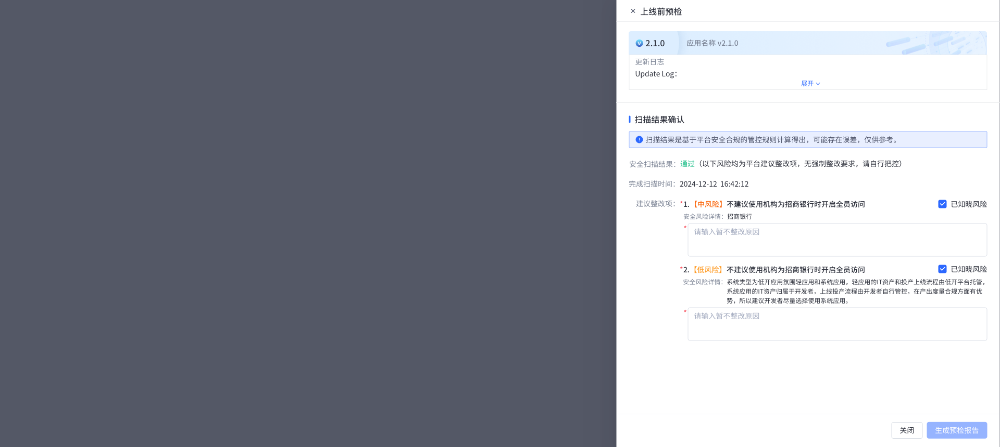 上线前预检
2.1.0
应用名称 v2.1.0
更新日志
Update Log：
展开
扫描结果确认
扫描结果是基于平台安全合规的管控规则计算得出，可能存在误差，仅供参考。
安全扫描结果：通过（以下风险均为平台建议整改项，无强制整改要求，请自行把控）
完成扫描时间：2024-12-12 16:42:12
建议整改项：*1.【中风险】不建议使用机构为招商银行时开启全员访问
已知晓风险
安全风险详情：招商银行
*请输入暂不整改原因
*2.【低风险】不建议使用机构为招商银行时开启全员访问
已知晓风险
安全风险详情：系统类型为低开应用氛围轻应用和系统应用，轻应用的IT资产和投产上线流程由低开平台托管，
系统应用的IT资产归属于开发者，上线投产流程由开发者自行管控，在产出度量合规方面有优
势，所以建议开发者尽量选择使用系统应用。
*请输入暂不整改原因
关闭
生成预检报告